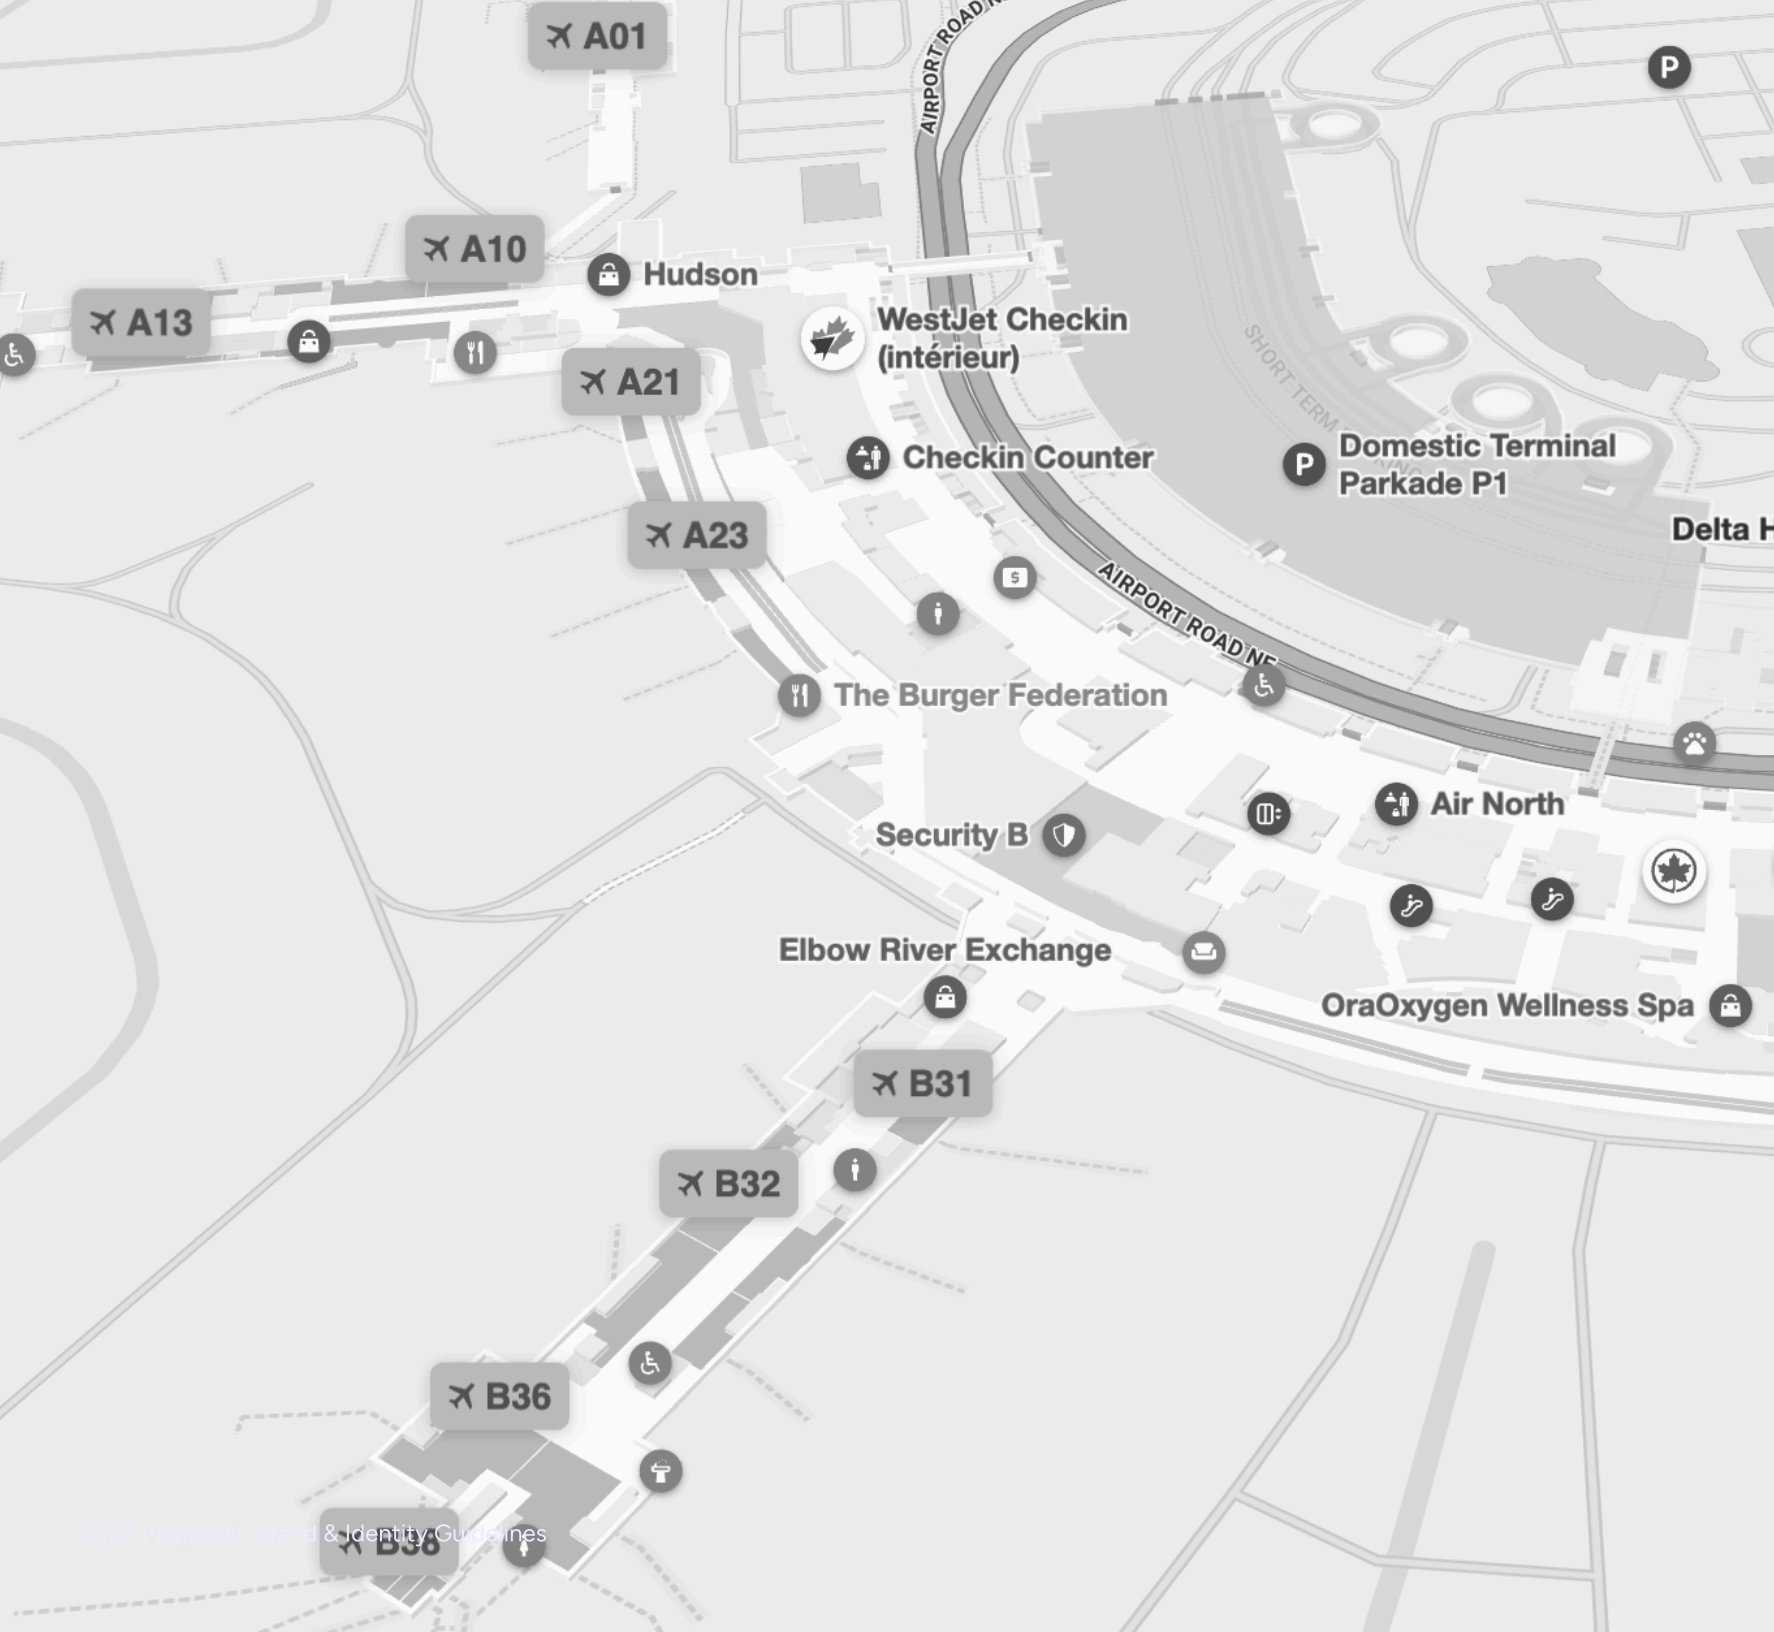 A01
AIRPORT ROAD NE
P
A10
Hudson
A13
WestJet Checkin
(intérieur)
A21
SHORT TERM PARKING
Checkin Counter
P
Domestic Terminal
Parkade P1
A23
Delta H
$
AIRPORT ROAD NE
The Burger Federation
Air North
Security B
Elbow River Exchange
OraOxygen Wellness Spa
B31
B32
B36
2025 Mappedin Brand & Identity Guidelines
B38